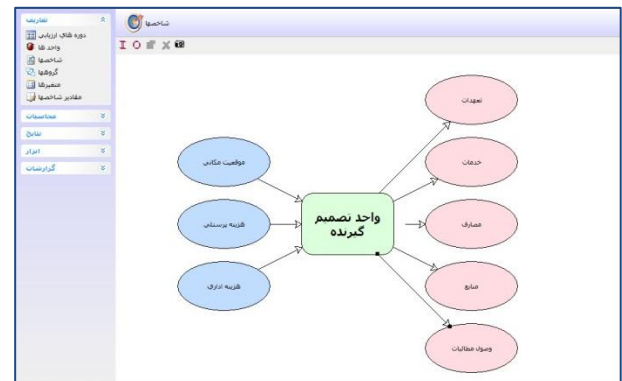 شاخصها
تعاریف
دوره های ارزیابی
واحد ها
شاخصها
گروهها
متغیرها
مقادیر شاخصها
محاسبات
نتایج
ابزار
گزارشات
موقعیت مکانی
هزینه پرسنلی
هزینه اداری
واحد تصمیم
گیرنده
تعهدات
خدمات
مصارف
منابع
وصول مطالبات